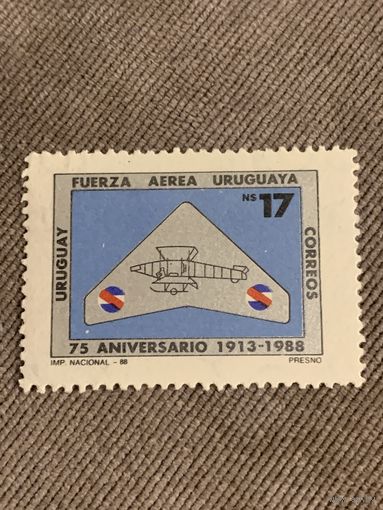 FUERZA AEREA URUGUAYA
N$ 17
URUGUAY
CORREOS
75 ANIVERSARIO 1913-1988
IMP. NACIONAL - 88
PRESNO